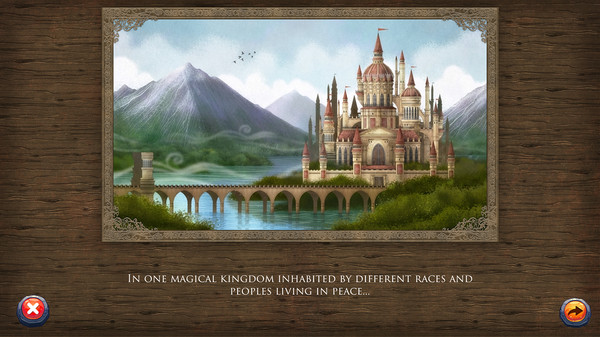 In one magical kingdom inhabited by different races and
peoples living in peace...